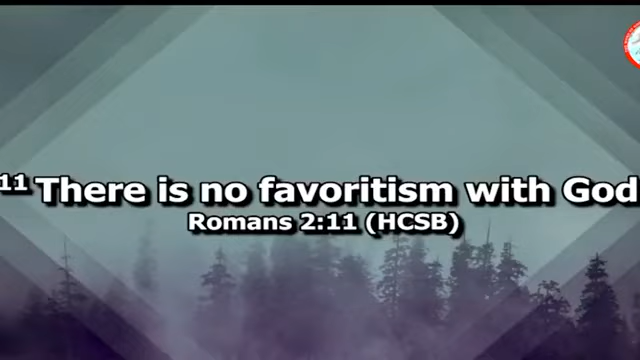 11 There is no favoritism with God
Romans 2:11 (HCSB)